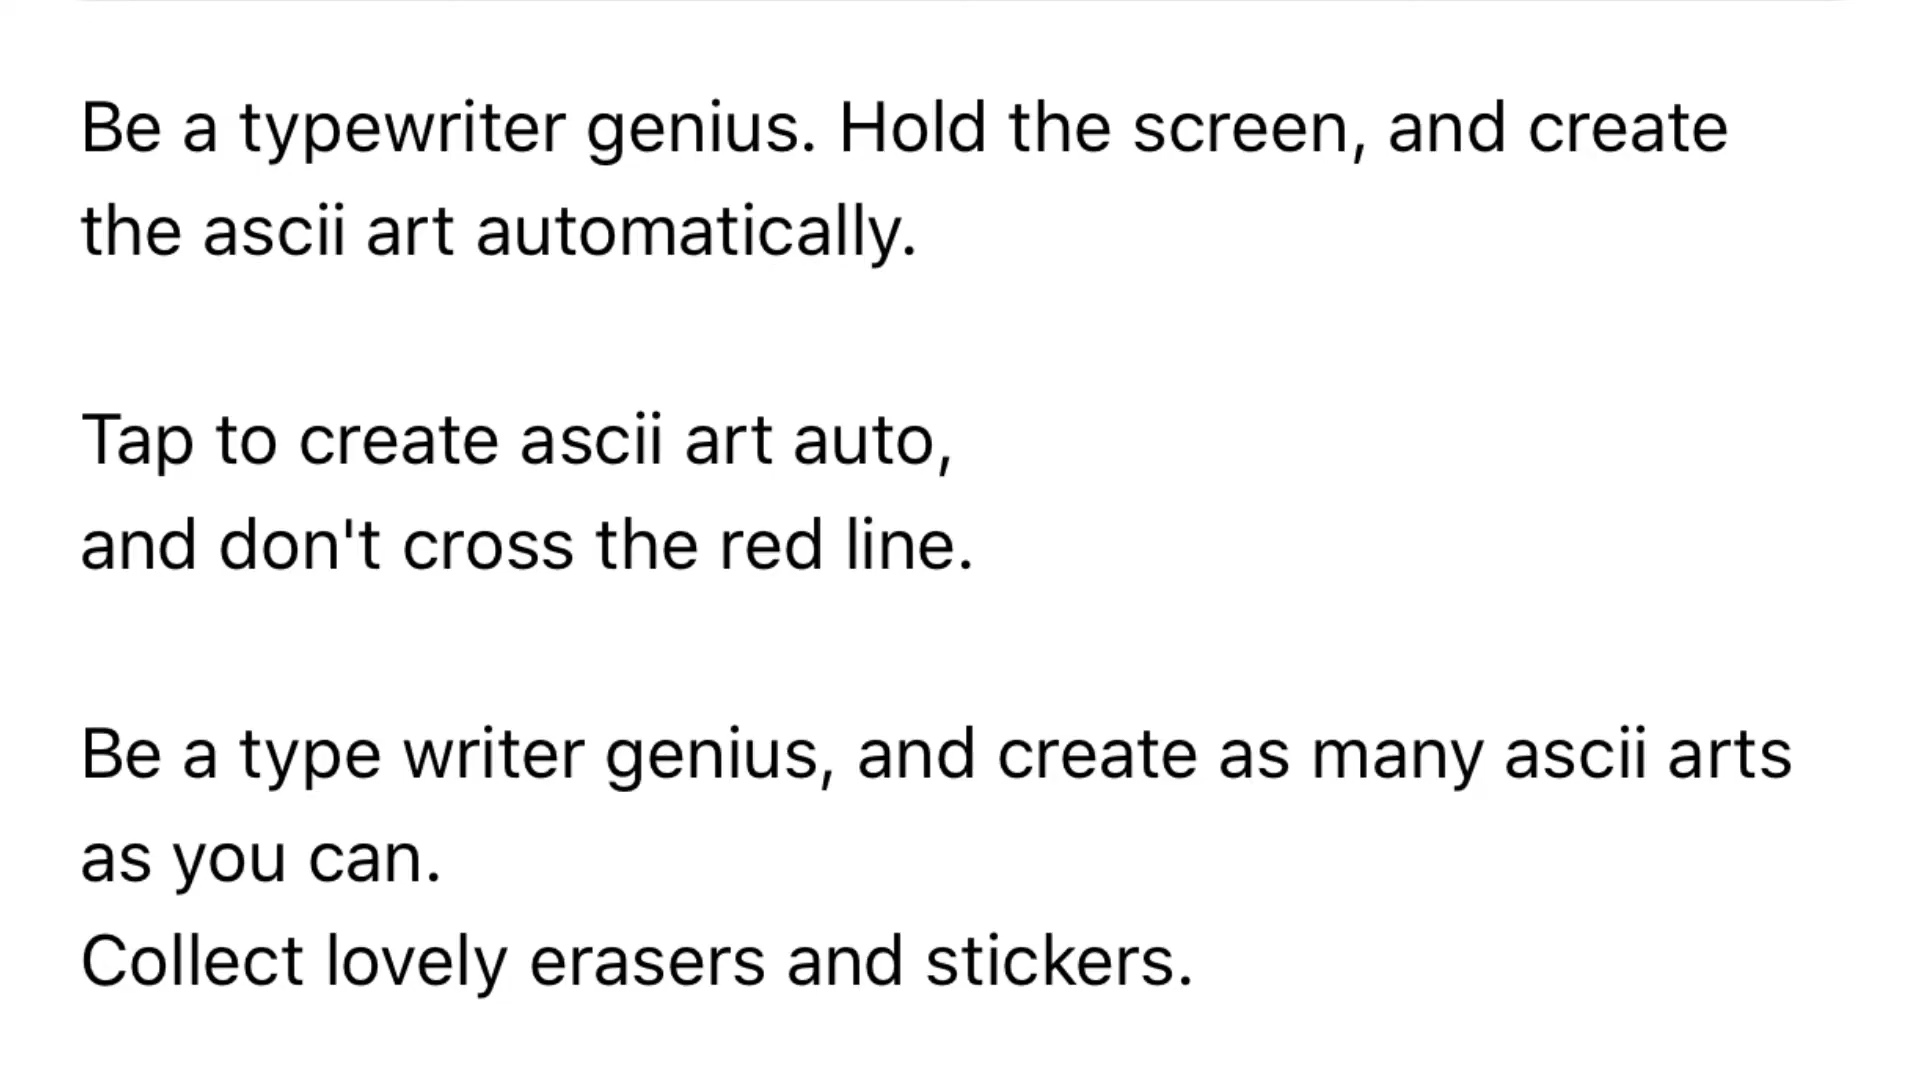 Be a typewriter genius. Hold the screen, and create
the ascii art automatically.
Tap to create ascii art auto,
and don't cross the red line.
Be a type writer genius, and create as many ascii arts
as you can.
Collect lovely erasers and stickers.